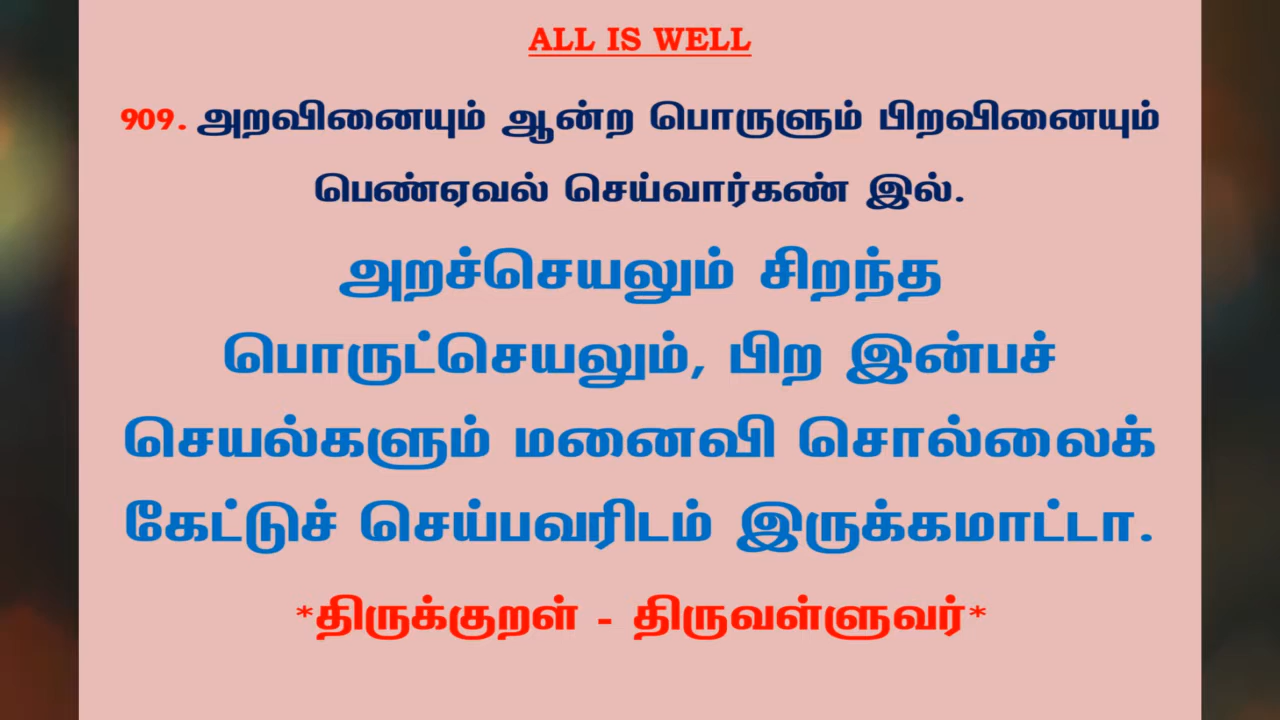 ALL IS WELL
909. அறவினையும் ஆன்ற பொருளும் பிறவினையும்
பெண்ஏவல் செய்வார்கண் இல்.
அறச்செயலும் சிறந்த
பொருட்செயலும், பிற இன்பச்
செயல்களும் மனைவி சொல்லைக்
கேட்டுச் செய்பவரிடம் இருக்கமாட்டா.
*திருக்குறள் - திருவள்ளுவர்*